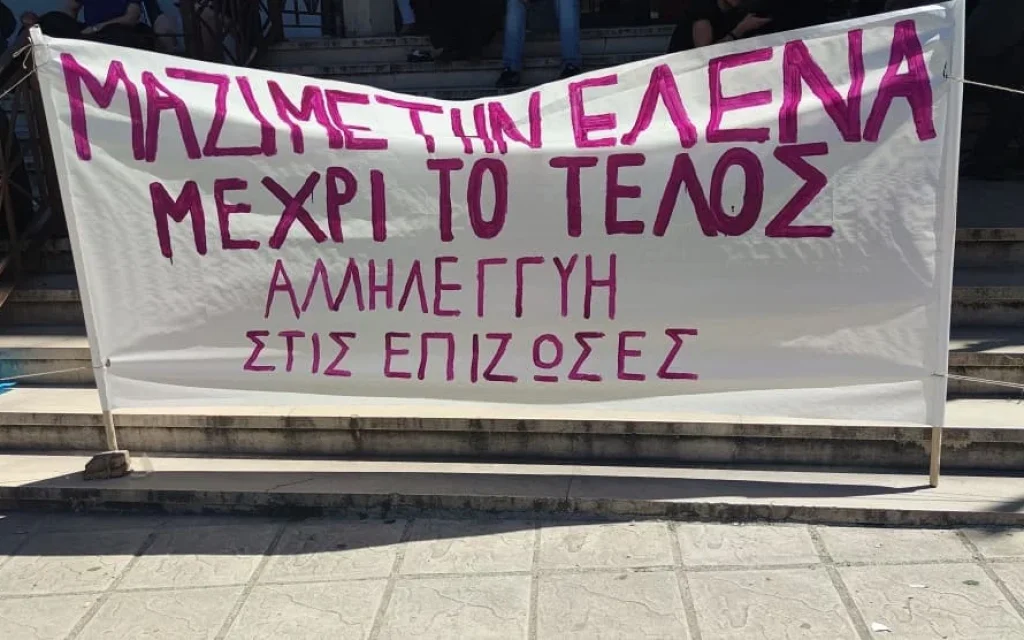 ΜΑΖΙ ΜΕ ΤΗΝ ΕΛΕΝΑ
ΜΕΧΡΙ ΤΟ ΤΕΛΟΣ
ΑΛΛΗΛΕΓΓΥΗ
ΣΤΙΣ ΕΠΙΖΩΣΕΣ